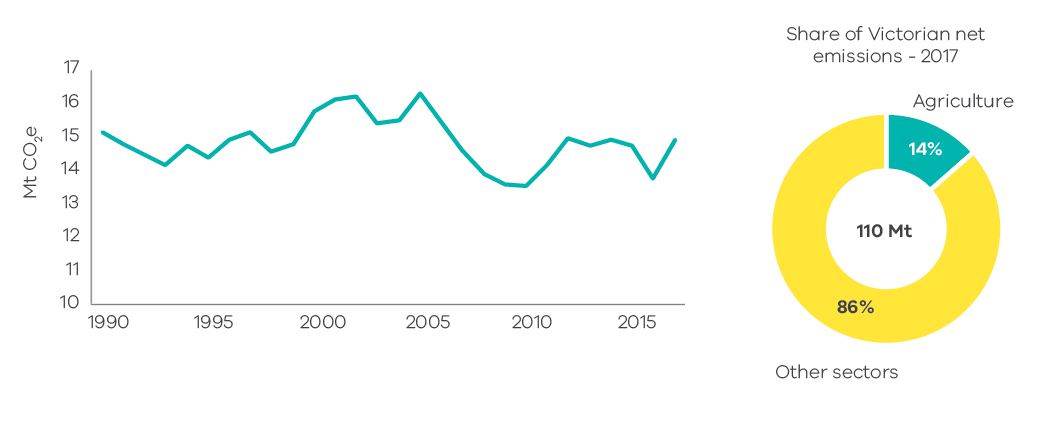 Share of Victorian net
emissions - 2017
17
16
15
14
13
12
11
10
Mt CO₂e
1990 1995 2000 2005 2010 2015
Agriculture
14%
110 Mt
86%
Other sectors